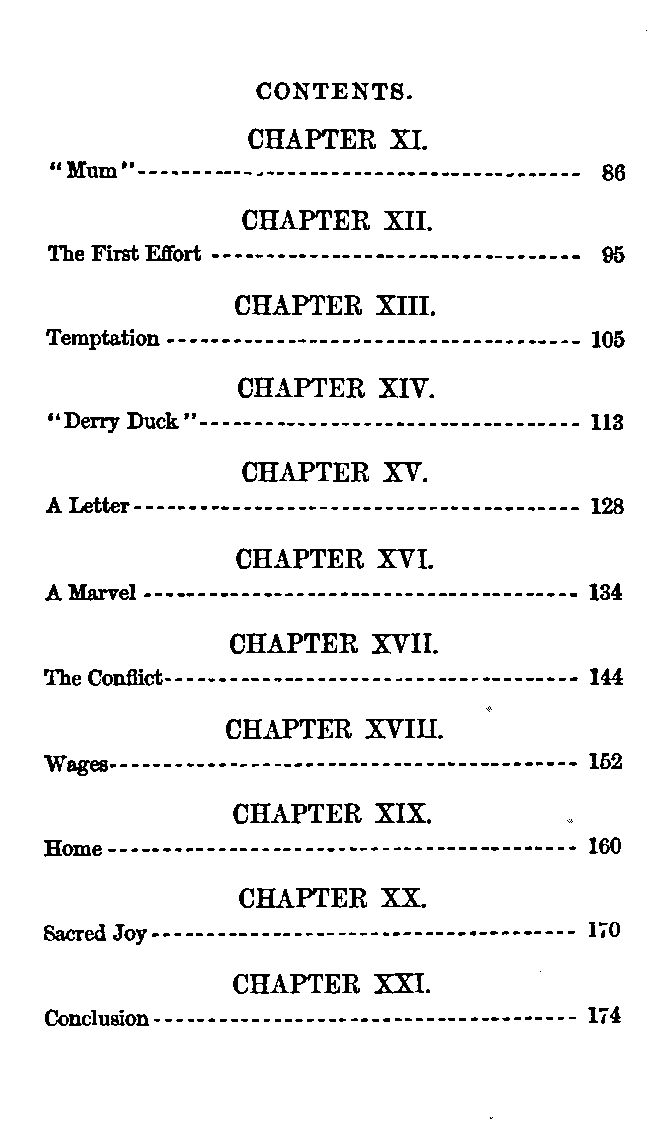 CONTENTS.
CHAPTER XI.
“Mum” ---------------------------------------- 86
CHAPTER XII.
The First Effort ---------------------------------- 95
CHAPTER XIII.
Temptation -------------------------------------- 105
CHAPTER XIV.
“Derry Duck” ----------------------------------- 113
CHAPTER XV.
A Letter ----------------------------------------- 128
CHAPTER XVI.
A Marvel ---------------------------------------- 134
CHAPTER XVII.
The Conflict -------------------------------------- 144
CHAPTER XVIII.
Wages ------------------------------------------- 152
CHAPTER XIX.
Home ------------------------------------------- 160
CHAPTER XX.
Sacred Joy --------------------------------------- 170
CHAPTER XXI.
Conclusion --------------------------------------- 174